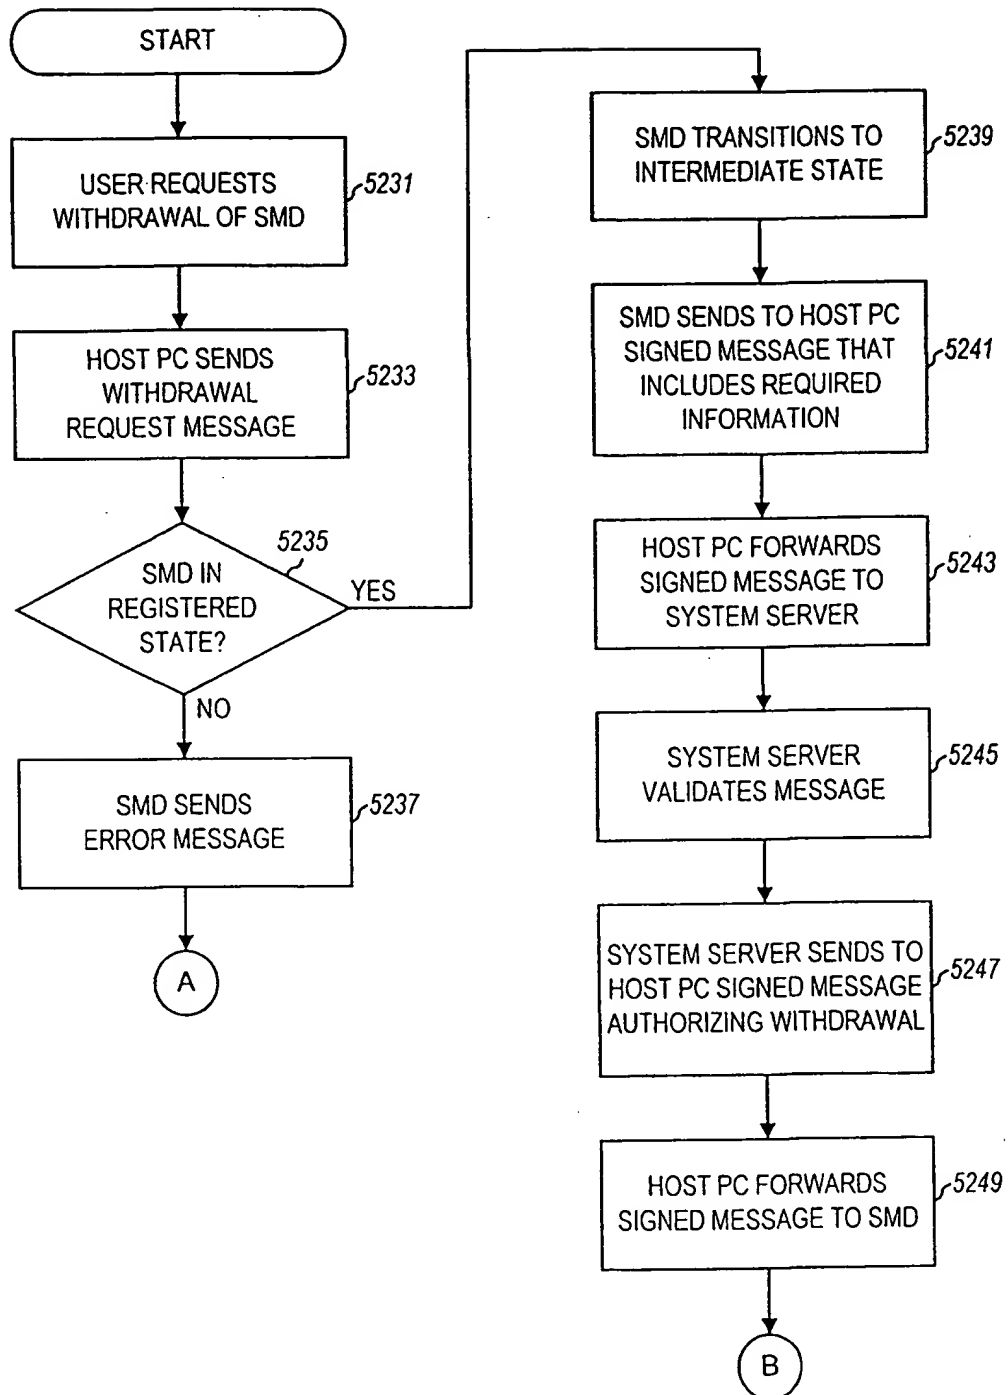 START
USER REQUESTS
WITHDRAWAL OF SMD
5231
HOST PC SENDS
WITHDRAWAL
REQUEST MESSAGE
5233
SMD IN
REGISTERED
STATE?
5235
YES
NO
SMD SENDS
ERROR MESSAGE
5237
A
SMD TRANSITIONS TO
INTERMEDIATE STATE
5239
SMD SENDS TO HOST PC
SIGNED MESSAGE THAT
INCLUDES REQUIRED
INFORMATION
5241
HOST PC FORWARDS
SIGNED MESSAGE TO
SYSTEM SERVER
5243
SYSTEM SERVER
VALIDATES MESSAGE
5245
SYSTEM SERVER SENDS TO
HOST PC SIGNED MESSAGE
AUTHORIZING WITHDRAWAL
5247
HOST PC FORWARDS
SIGNED MESSAGE TO SMD
5249
B